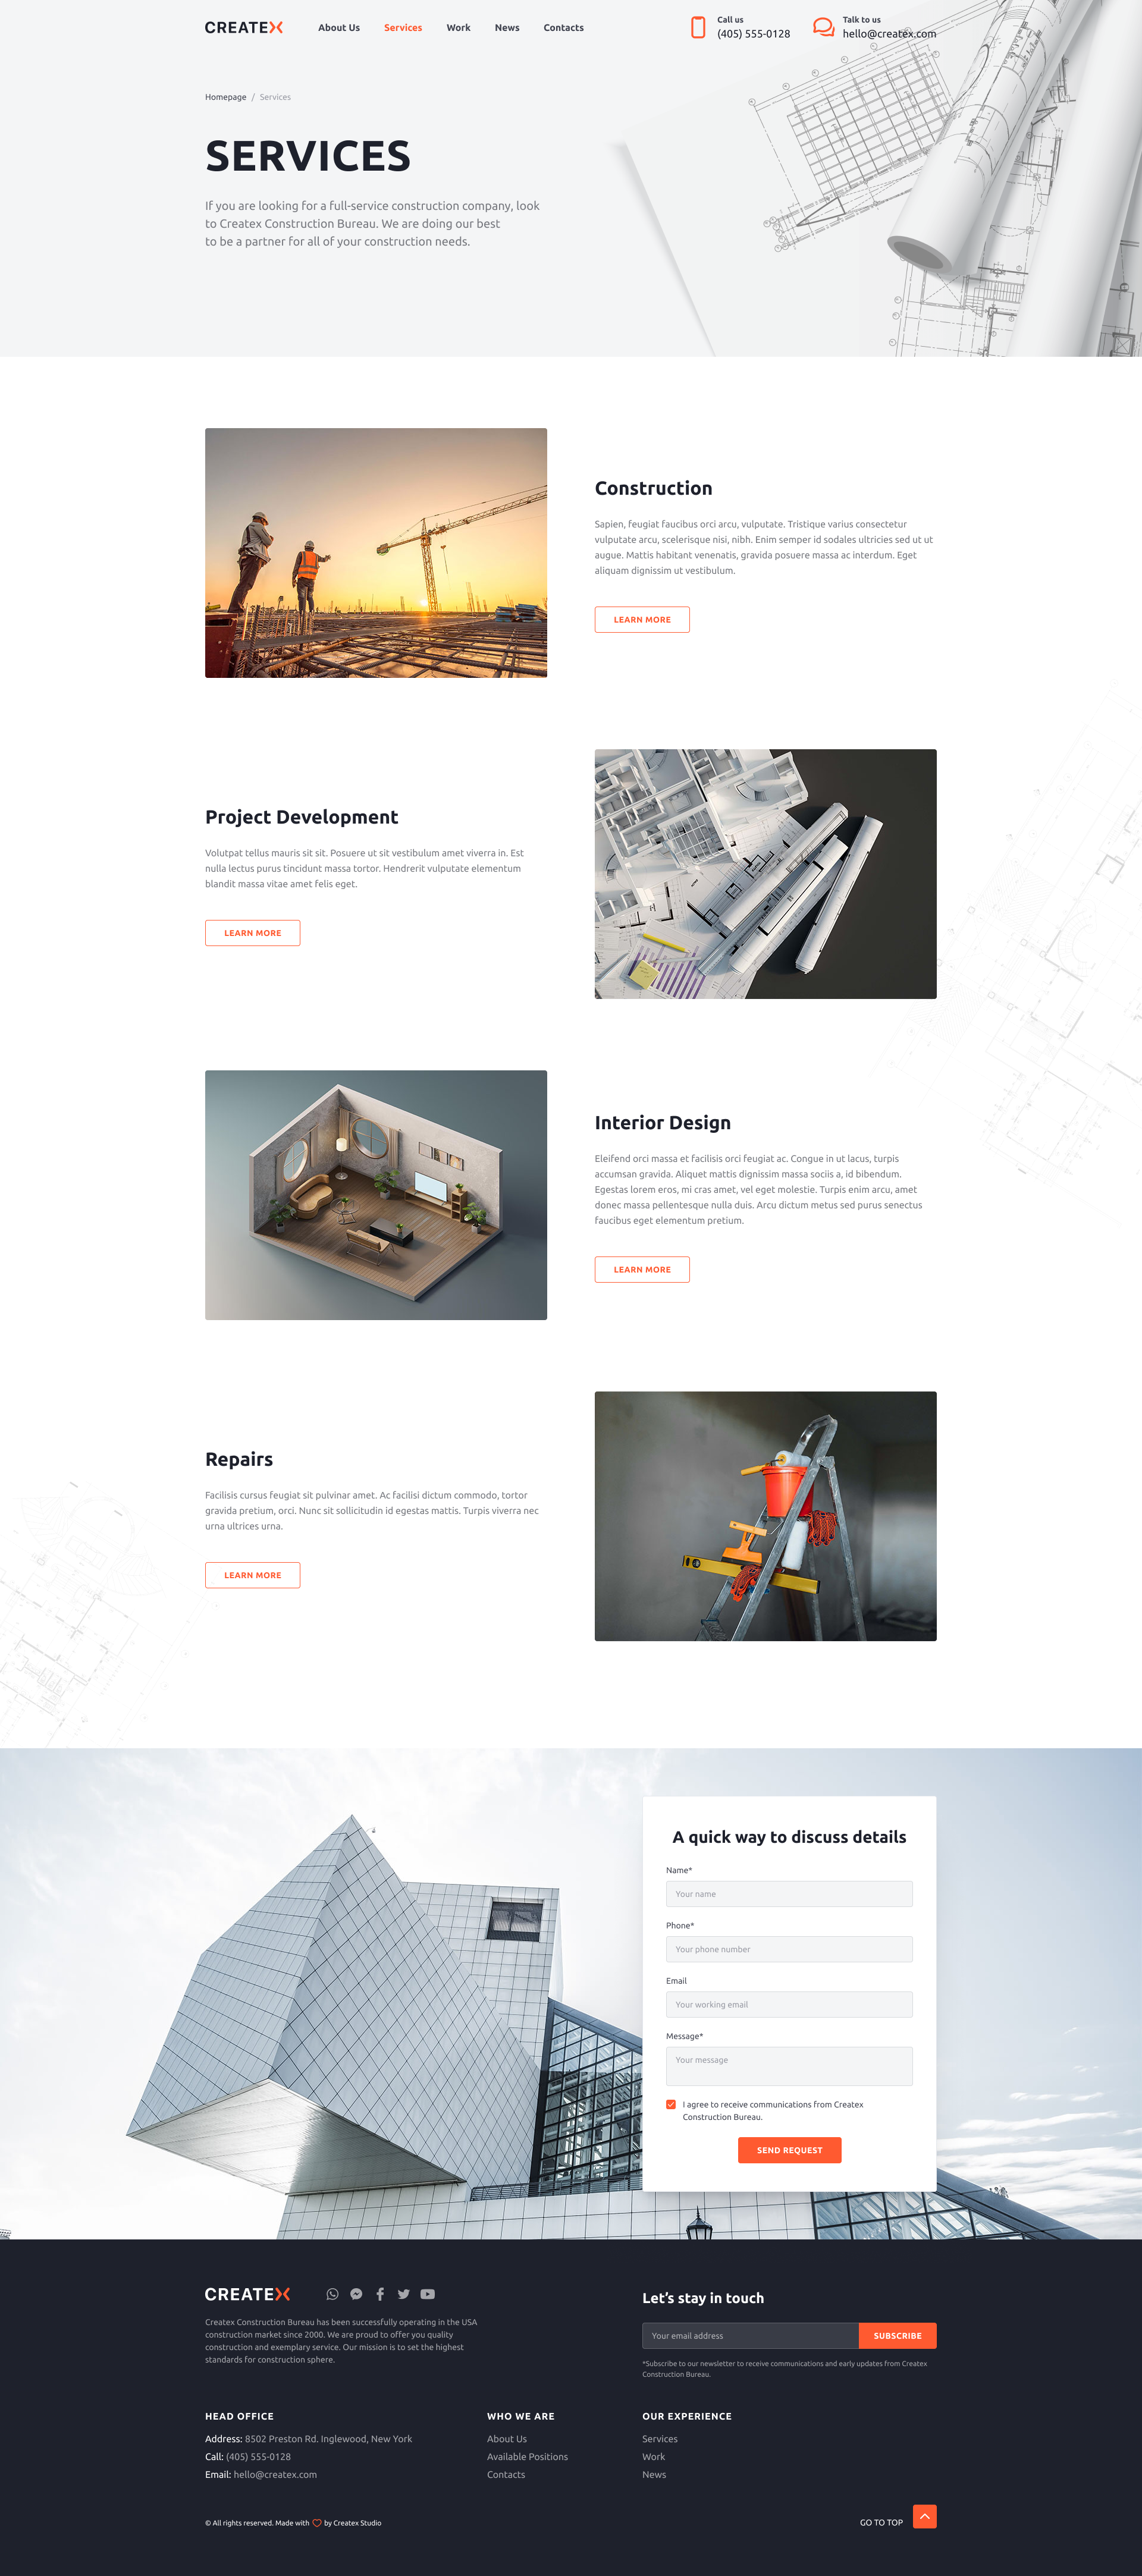 CREATEX
About Us
Services
Work
News
Contacts
Call us
(405) 555-0128
Talk to us
hello@createx.com
Homepage / Services
SERVICES
If you are looking for a full-service construction company, look
to Createx Construction Bureau. We are doing our best
to be a partner for all of your construction needs.
Construction
Sapien, feugiat faucibus orci arcu, vulputate. Tristique varius consectetur
vulputate arcu, scelerisque nisi, nibh. Enim semper id sodales ultricies sed ut ut
augue. Mattis habitant venenatis, gravida posuere massa ac interdum. Eget
aliquam dignissim ut vestibulum.
LEARN MORE
Project Development
Volutpat tellus mauris sit sit. Posuere ut sit vestibulum amet viverra in. Est
nulla lectus purus tincidunt massa tortor. Hendrerit vulputate elementum
blandit massa vitae amet felis eget.
LEARN MORE
Interior Design
Eleifend orci massa et facilisis orci feugiat ac. Congue in ut lacus, turpis
accumsan gravida. Aliquet mattis dignissim massa sociis a, id bibendum.
Egestas lorem eros, mi cras amet, vel eget molestie. Turpis enim arcu, amet
donec massa pellentesque nulla duis. Arcu dictum metus sed purus senectus
faucibus eget elementum pretium.
LEARN MORE
Repairs
Facilisis cursus feugiat sit pulvinar amet. Ac facilisi dictum commodo, tortor
gravida pretium, orci. Nunc sit sollicitudin id egestas mattis. Turpis viverra nec
urna ultrices urna.
LEARN MORE
A quick way to discuss details
Name*
Your name
Phone*
Your phone number
Email
Your working email
Message*
Your message
I agree to receive communications from Createx
Construction Bureau.
SEND REQUEST
CREATEX
Createx Construction Bureau has been successfully operating in the USA
construction market since 2000. We are proud to offer you quality
construction and exemplary service. Our mission is to set the highest
standards for construction sphere.
Let's stay in touch
Your email address
SUBSCRIBE
*Subscribe to our newsletter to receive communications and early updates from Createx
Construction Bureau.
HEAD OFFICE
Address: 8502 Preston Rd. Inglewood, New York
Call: (405) 555-0128
Email: hello@createx.com
WHO WE ARE
About Us
Available Positions
Contacts
OUR EXPERIENCE
Services
Work
News
© All rights reserved. Made with by Createx Studio
GO TO TOP